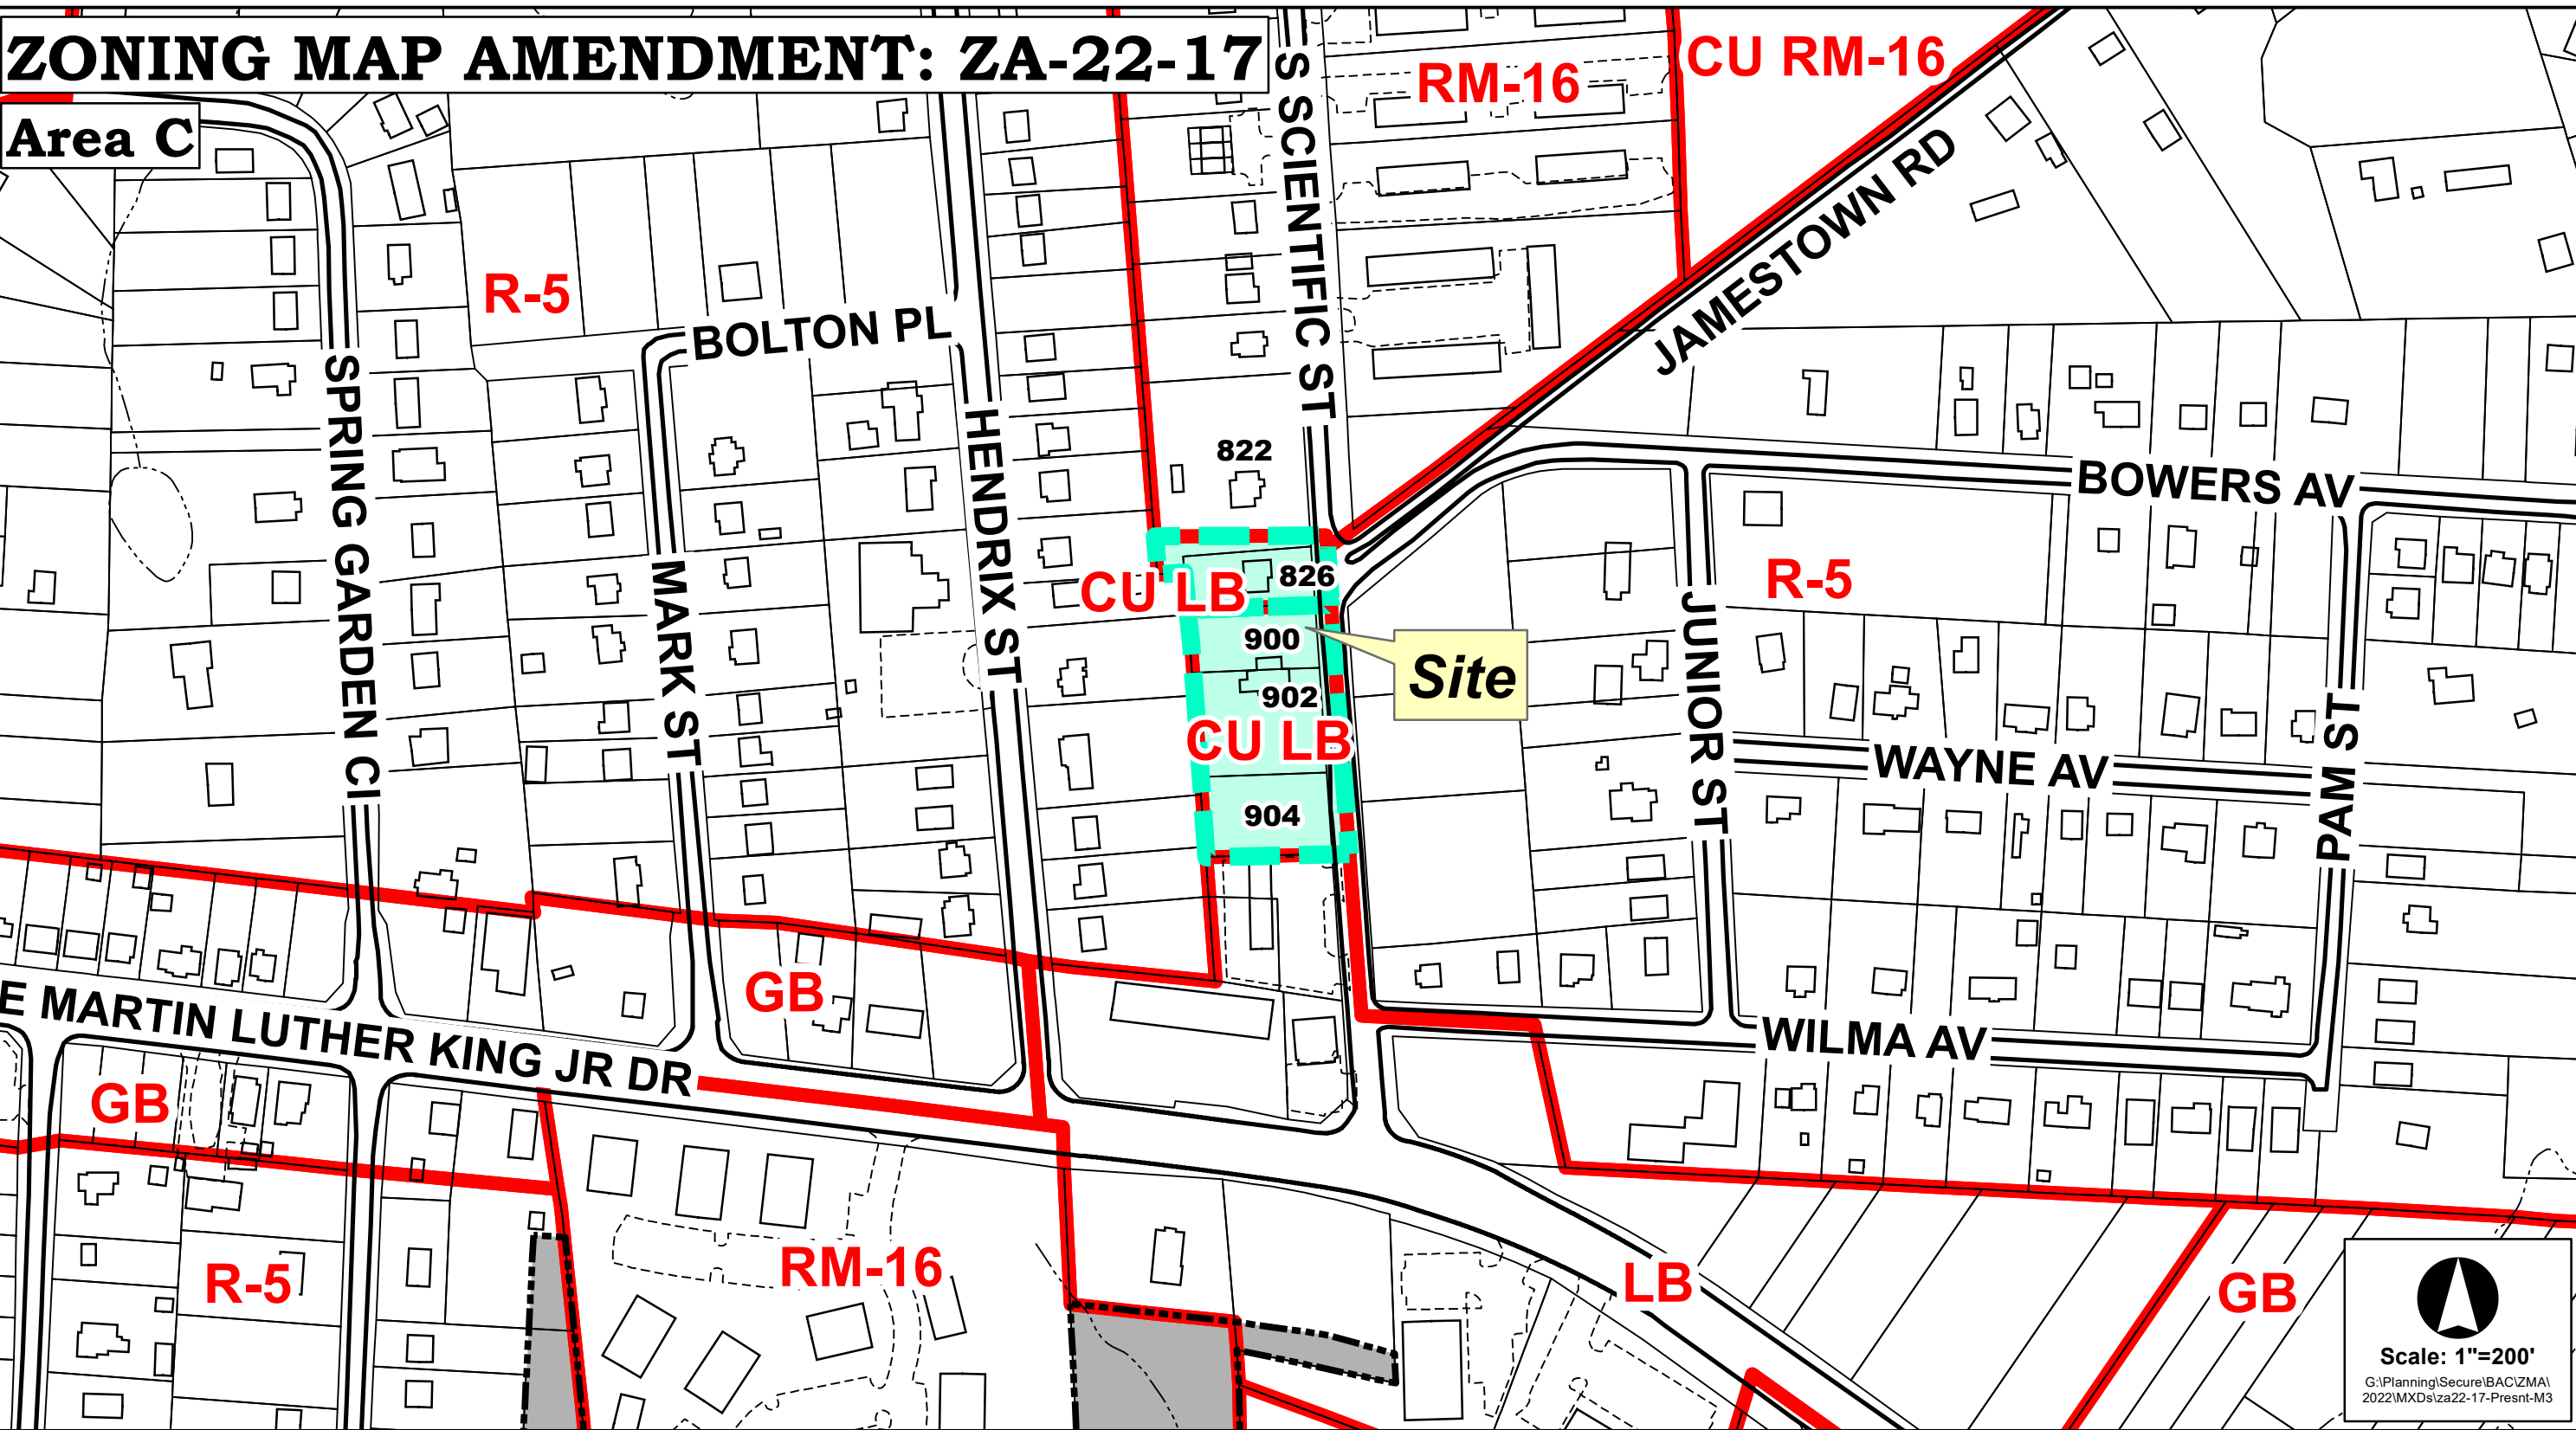 ZONING MAP AMENDMENT: ZA-22-17
Area C
RM-16
CU RM-16
S SCIENTIFIC ST
JAMESTOWN RD
R-5
BOLTON PL
SPRING GARDEN CI
HENDRIX ST
822
BOWERS AV
MARK ST
CU LB
826
R-5
JUNIOR ST
900
Site
902
CU LB
WAYNE AV
PAM ST
904
GB
E MARTIN LUTHER KING JR DR
WILMA AV
GB
RM-16
R-5
LB
GB
Scale: 1"=200'
G:\Planning\Secure\BAC\ZMA\
2022\MXDs\za22-17-Presnt-M3